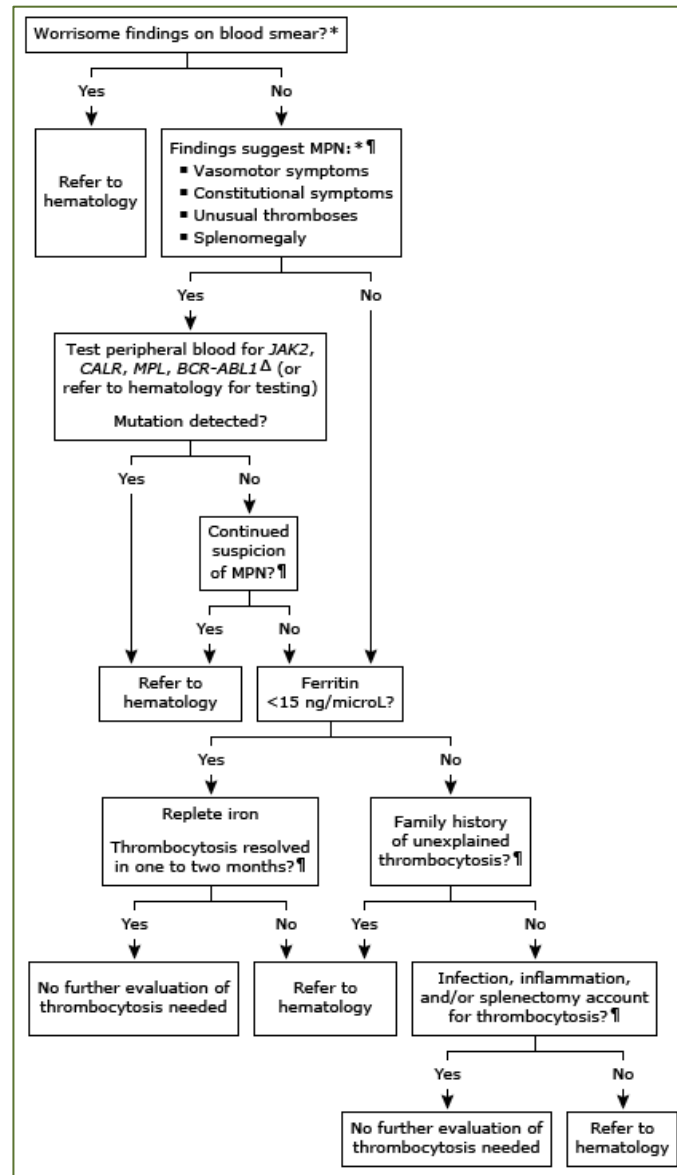 Worrisome findings on blood smear?*
Yes
No
Refer to
hematology
Findings suggest MPN:*¶
▪ Vasomotor symptoms
▪ Constitutional symptoms
▪ Unusual thromboses
▪ Splenomegaly
Yes
No
Test peripheral blood for JAK2,
CALR, MPL, BCR-ABL1Δ (or
refer to hematology for testing)
Mutation detected?
Yes
No
Continued
suspicion
of MPN?¶
Yes
No
Refer to
hematology
Ferritin
<15 ng/microL?
Yes
No
Replete iron
Thrombocytosis resolved
in one to two months?¶
Family history
of unexplained
thrombocytosis?¶
Yes
No
Yes
No
No further evaluation of
thrombocytosis needed
Refer to
hematology
Infection, inflammation,
and/or splenectomy account
for thrombocytosis?¶
Yes
No
No further evaluation of
thrombocytosis needed
Refer to
hematology